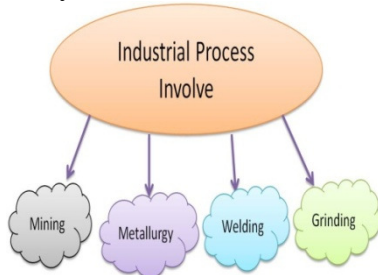 Industrial Process
Involve
Mining
Metallurgy
Welding
Grinding